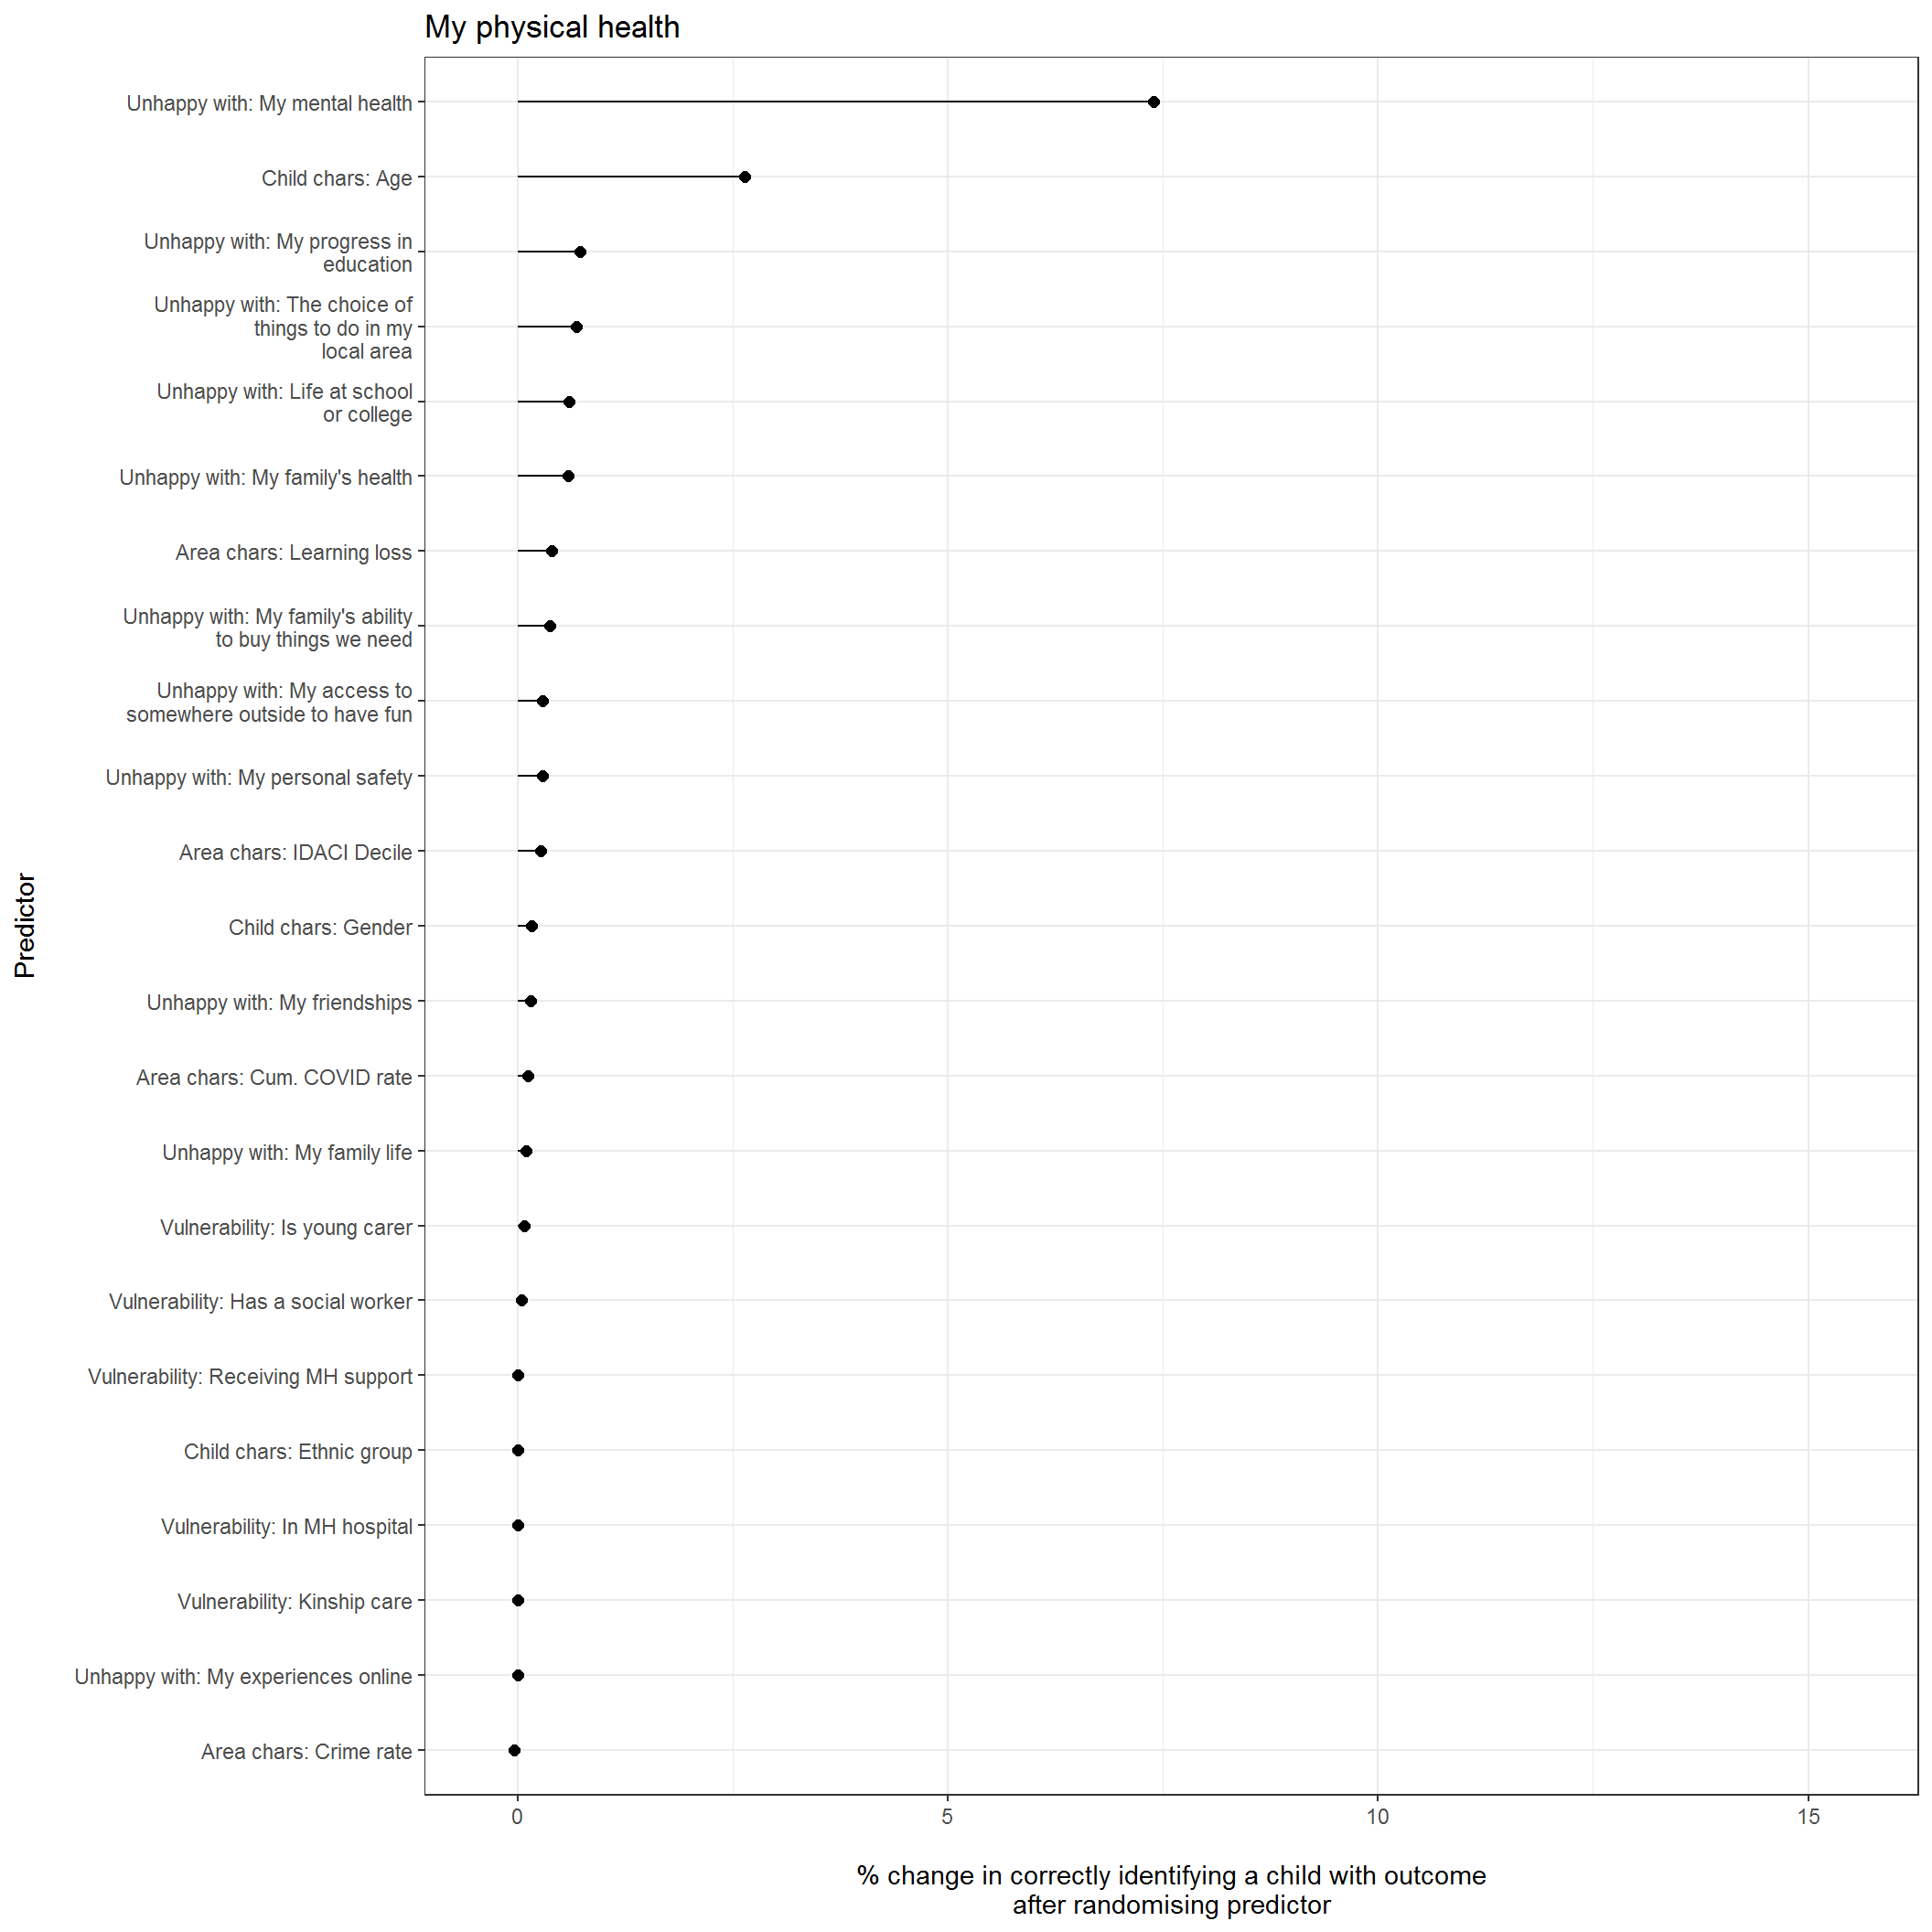 My physical health
Unhappy with: My mental health
Child chars: Age
Unhappy with: My progress in
education
Unhappy with: The choice of
things to do in my
local area
Unhappy with: Life at school
or college
Unhappy with: My family's health
Area chars: Learning loss
Unhappy with: My family's ability
to buy things we need
Unhappy with: My access to
somewhere outside to have fun
Unhappy with: My personal safety
Area chars: IDACI Decile
Child chars: Gender
Unhappy with: My friendships
Area chars: Cum. COVID rate
Unhappy with: My family life
Vulnerability: Is young carer
Vulnerability: Has a social worker
Vulnerability: Receiving MH support
Child chars: Ethnic group
Vulnerability: In MH hospital
Vulnerability: Kinship care
Unhappy with: My experiences online
Area chars: Crime rate
Predictor
0 5 10 15
% change in correctly identifying a child with outcome
after randomising predictor